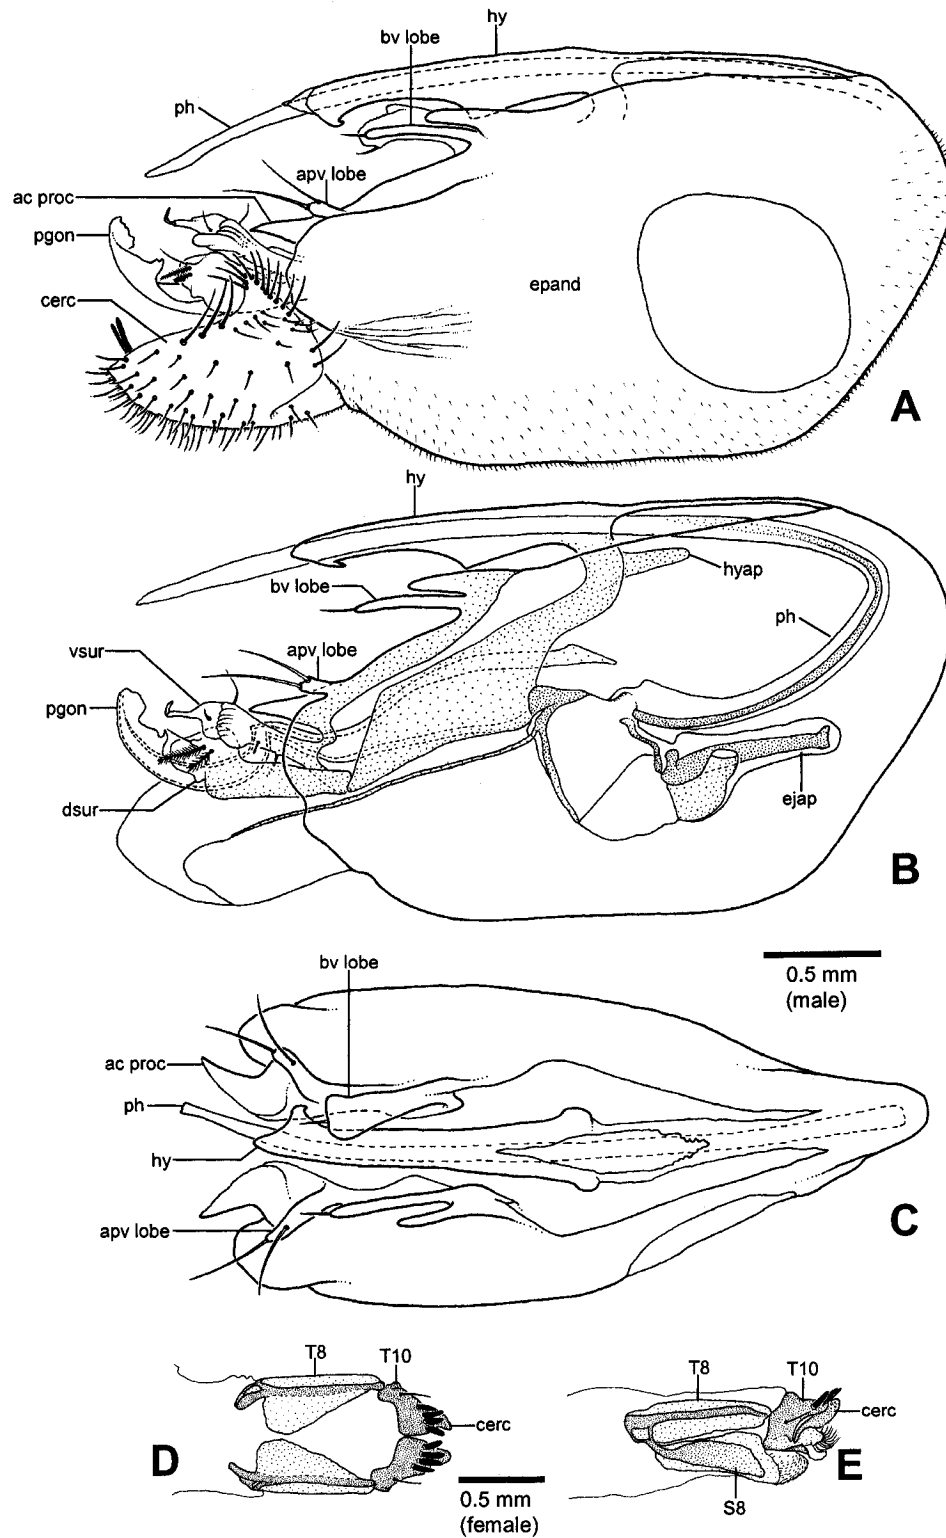 hy
bv lobe
ph
apv lobe
ac proc
pgon
epand
cerc
A
hy
hyap
bv lobe
ph
apv lobe
vsur
pgon
ejap
dsur
B
0.5 mm
(male)
bv lobe
ac proc
ph
hy
apv lobe
C
T8
T10
cerc
D
0.5 mm
(female)
T8
T10
cerc
E
S8